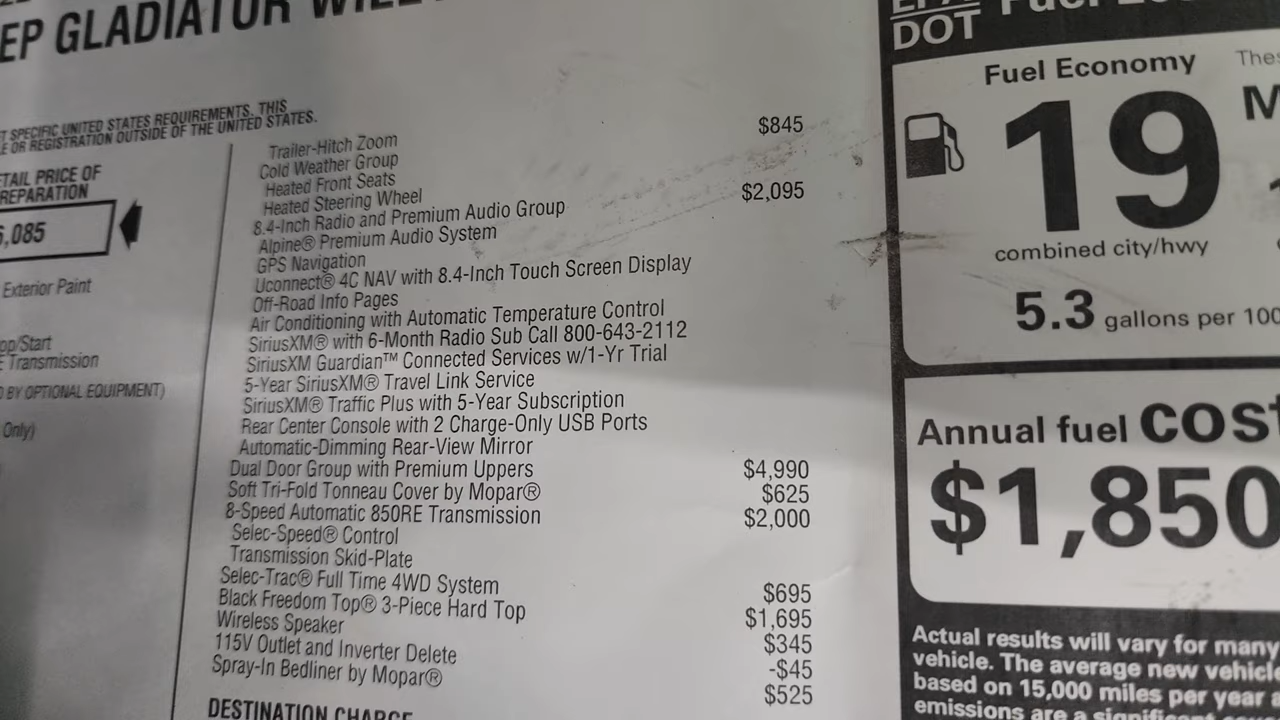 EP GLADIATOR WILL
T SPECIFIC UNITED STATES REQUIREMENTS. THIS
E OR REGISTRATION OUTSIDE OF THE UNITED STATES.
TAIL PRICE OF
REPARATION
,085
Exterior Paint
op/Start
E Transmission
D BY OPTIONAL EQUIPMENT)
Only)
Trailer-Hitch Zoom
Cold Weather Group $845
Heated Front Seats
Heated Steering Wheel
8.4-Inch Radio and Premium Audio Group $2,095
Alpine® Premium Audio System
GPS Navigation
Uconnect® 4C NAV with 8.4-Inch Touch Screen Display
Off-Road Info Pages
Air Conditioning with Automatic Temperature Control
SiriusXM® with 6-Month Radio Sub Call 800-643-2112
SiriusXM Guardian™ Connected Services w/1-Yr Trial
5-Year SiriusXM® Travel Link Service
SiriusXM® Traffic Plus with 5-Year Subscription
Rear Center Console with 2 Charge-Only USB Ports
Automatic-Dimming Rear-View Mirror
Dual Door Group with Premium Uppers $4,990
Soft Tri-Fold Tonneau Cover by Mopar® $625
8-Speed Automatic 850RE Transmission $2,000
Selec-Speed® Control
Transmission Skid-Plate
Selec-Trac® Full Time 4WD System $695
Black Freedom Top® 3-Piece Hard Top $1,695
Wireless Speaker $345
115V Outlet and Inverter Delete -$45
Spray-In Bedliner by Mopar® $525
DESTINATION CHARGE
EPA
DOT
Fuel
Fuel Economy
These
19
M
combined city/hwy
5.3 gallons per 100
Annual fuel cost
$1,850
Actual results will vary for many
vehicle. The average new vehicle
based on 15,000 miles per year a
emissions are a significant